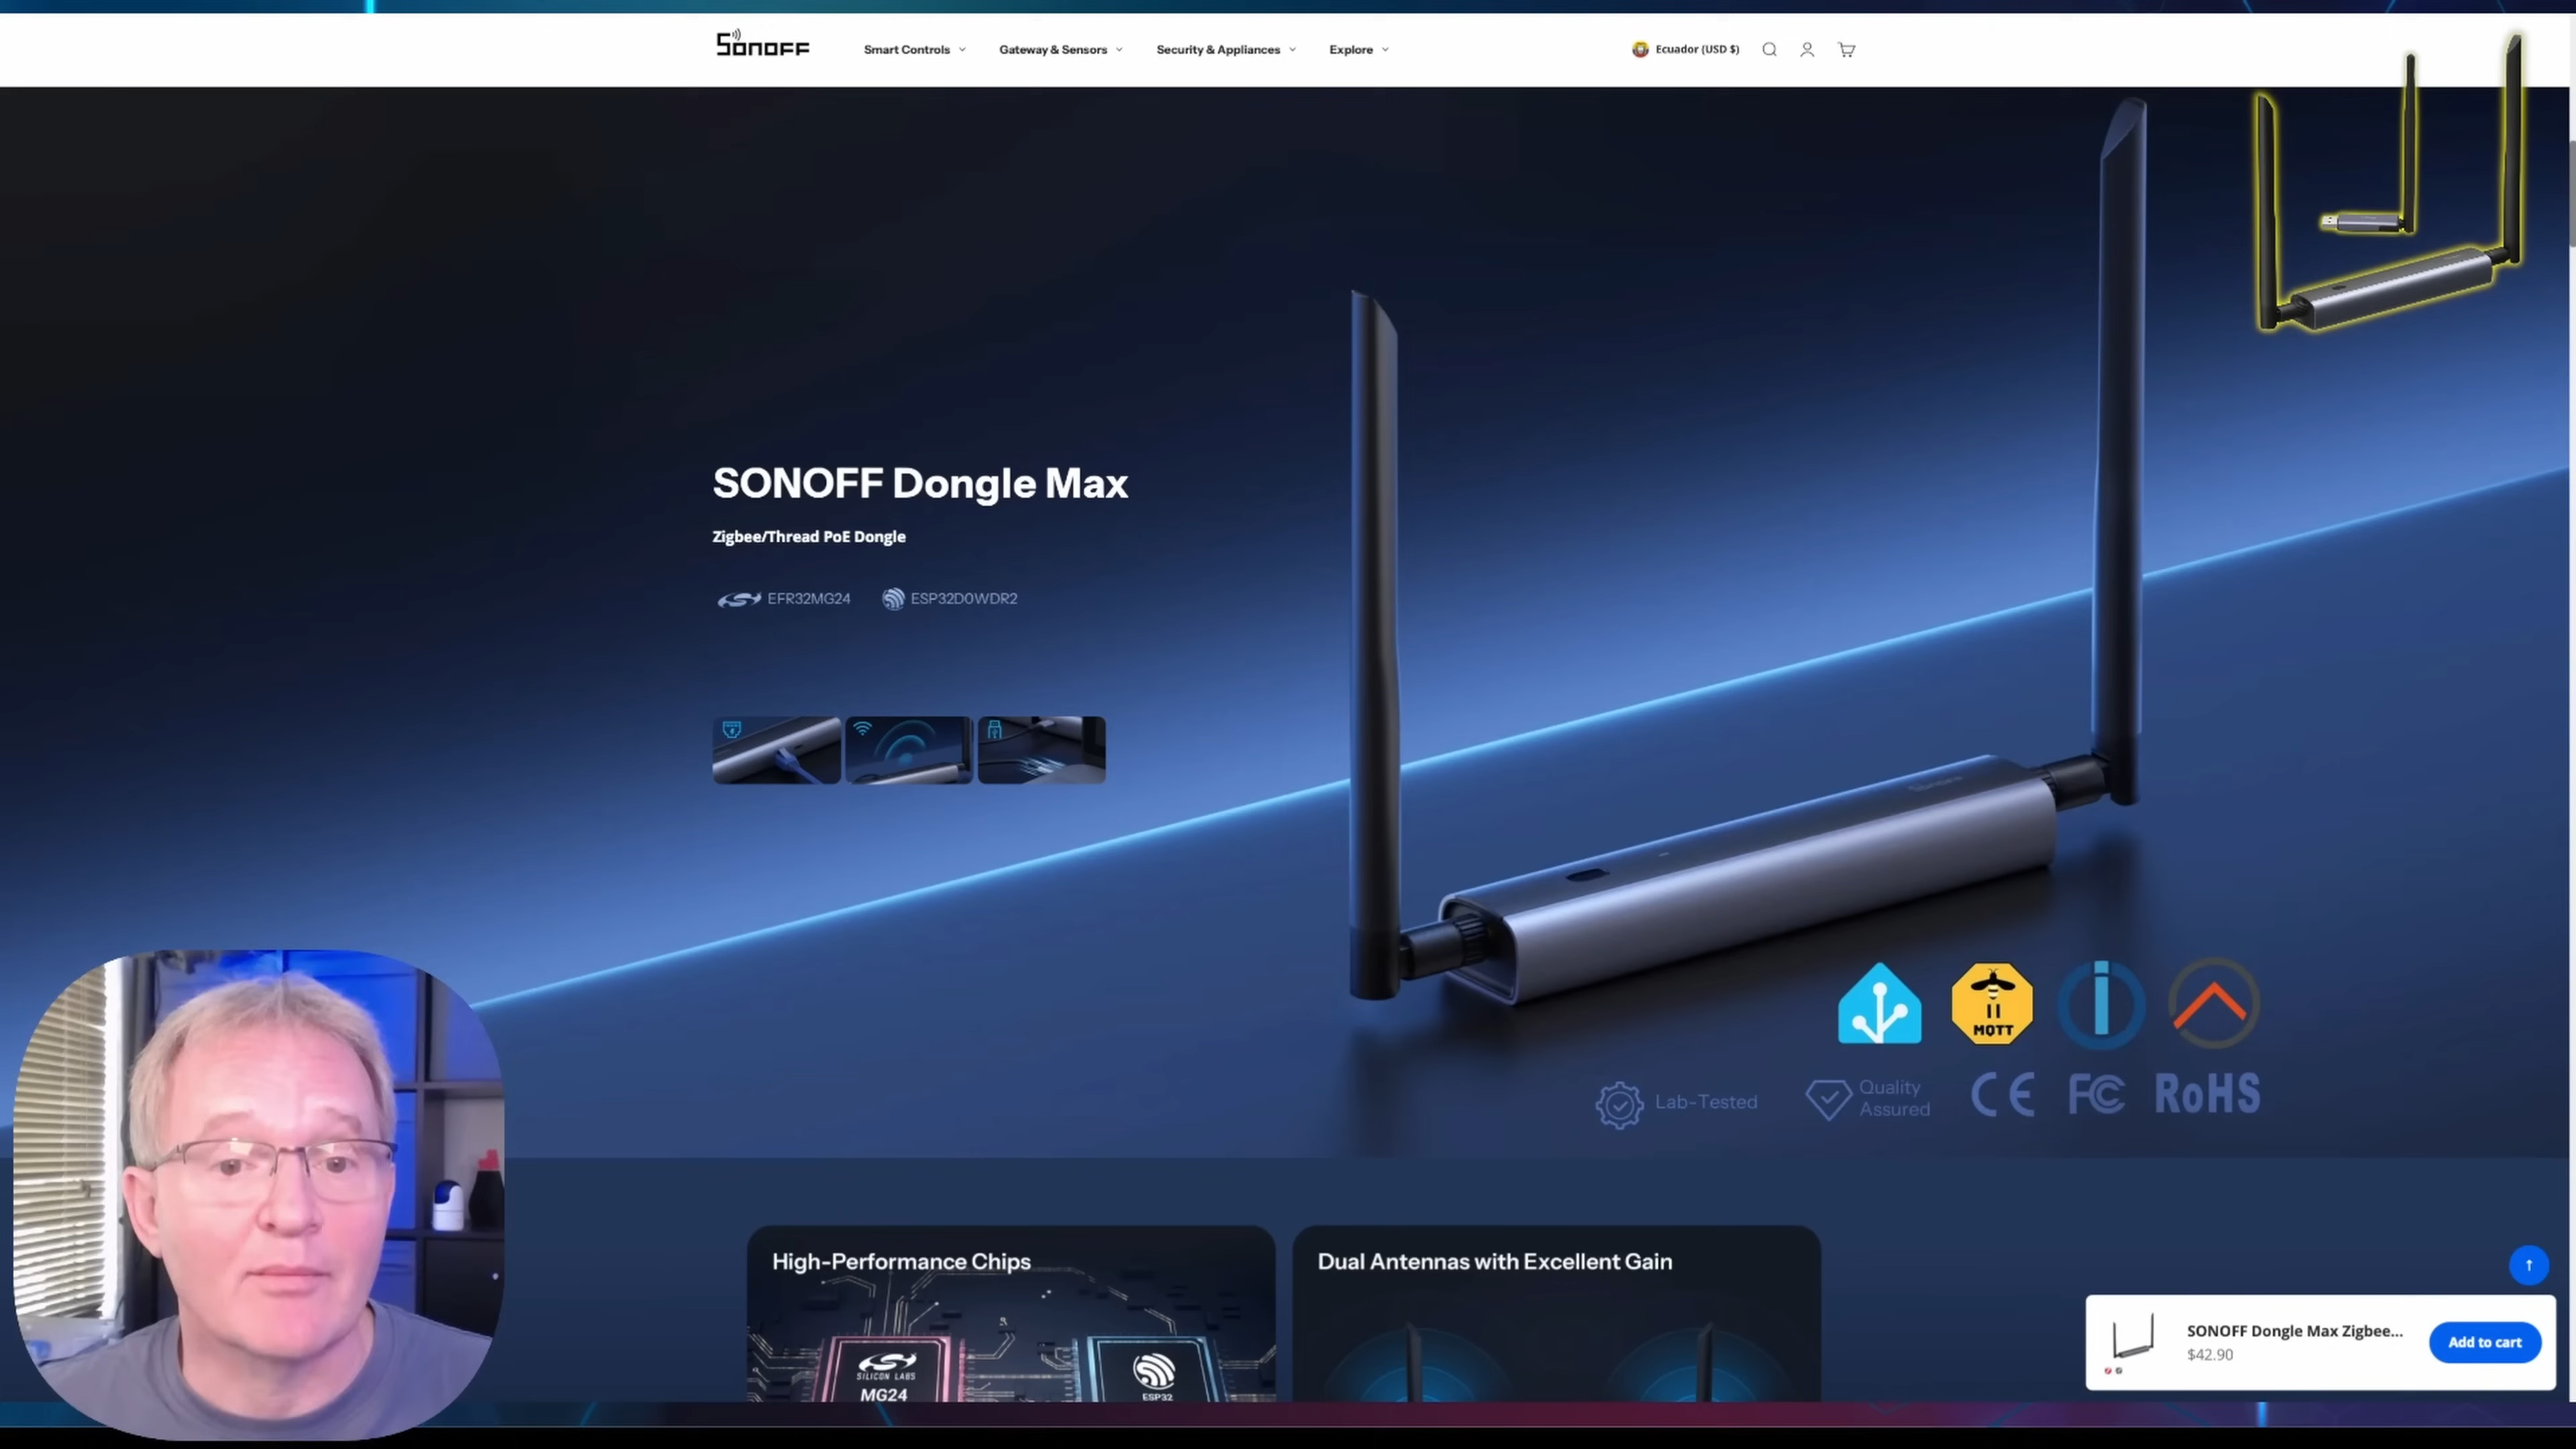 SONOFF
Smart Controls
Gateway & Sensors
Security & Appliances
Explore
Ecuador (USD $)
SONOFF Dongle Max
Zigbee/Thread PoE Dongle
EFR32MG24
ESP32D0WDR2
MQTT
Lab-Tested
Quality
Assured
CE
FC
RoHS
High-Performance Chips
Dual Antennas with Excellent Gain
SILICON LABS
MG24
ESP32
SONOFF Dongle Max Zigbee...
$42.90
Add to cart